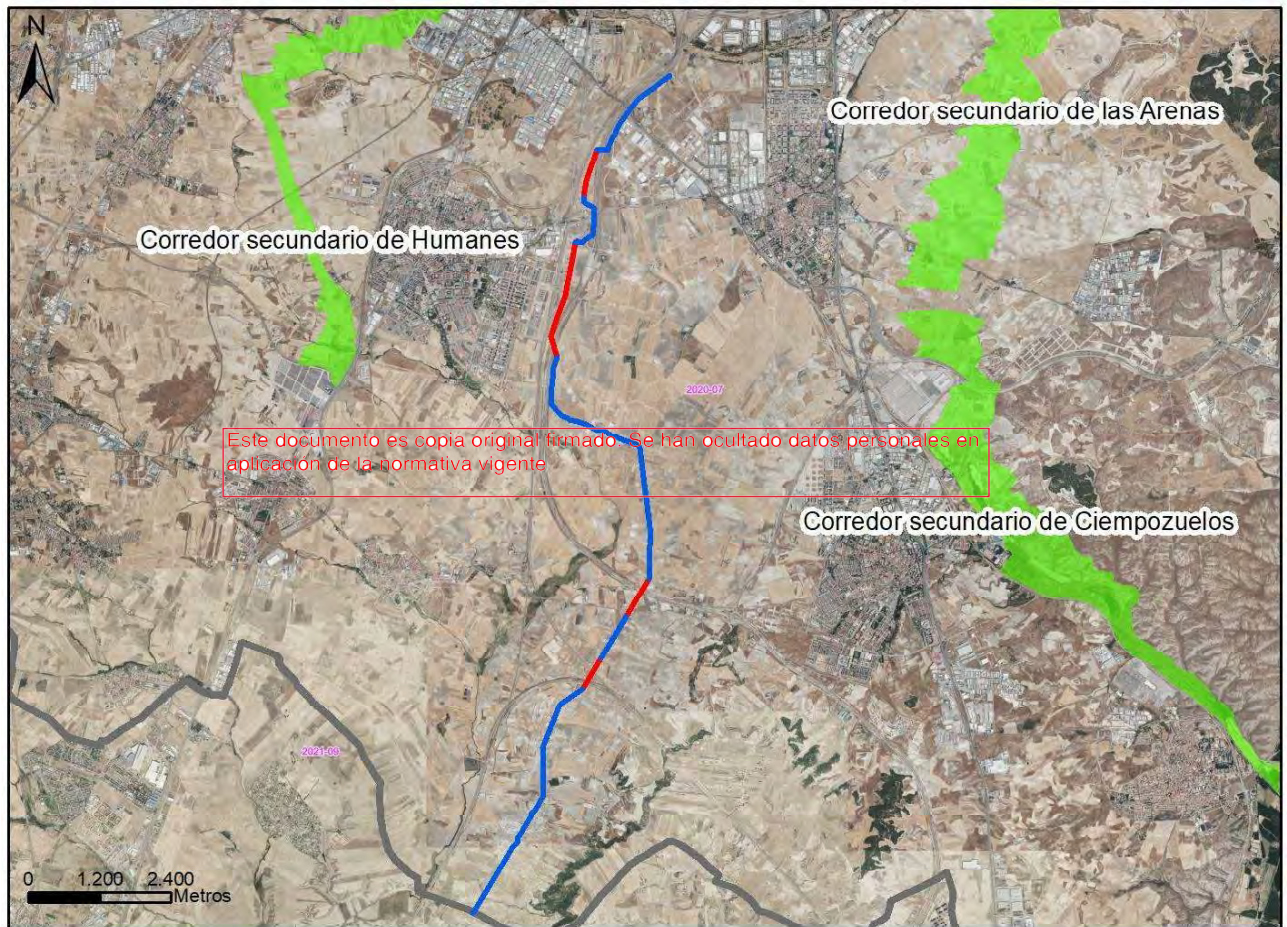 N
Corredor secundario de las Arenas
Corredor secundario de Humanes
2020-07
Este documento es copia original firmado. Se han ocultado datos personales en
aplicación de la normativa vigente
Corredor secundario de Ciempozuelos
2021-09
0 1.200 2.400
Metros